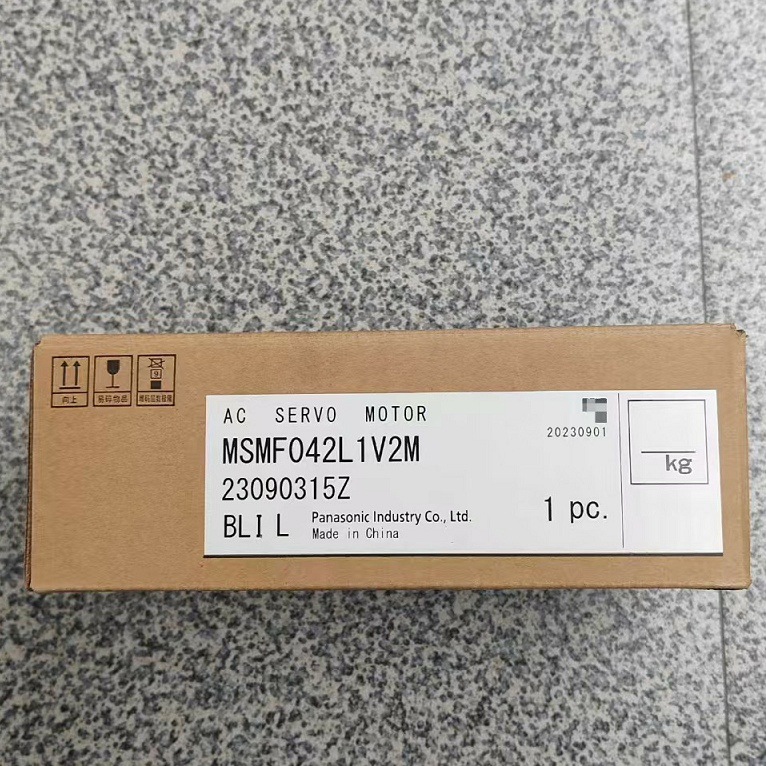 向上
易碎物品
9
堆码层数极限
AC SERVO MOTOR
20230901
MSMF042L1V2M
23090315Z
BLI L
Panasonic Industry Co., Ltd.
Made in China
1 pc.
kg